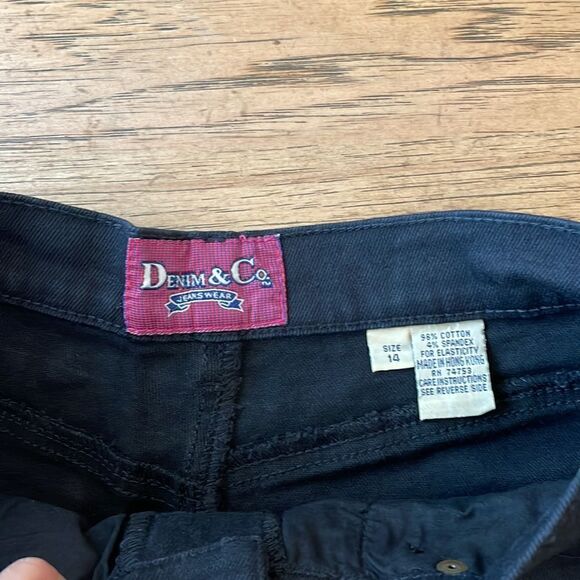 DENIM & CO.
JEANSWEAR
SIZE
14
96% COTTON
4% SPANDEX
FOR ELASTICITY
MADE IN HONG KONG
RN 74753
CARE INSTRUCTIONS
SEE REVERSE SIDE